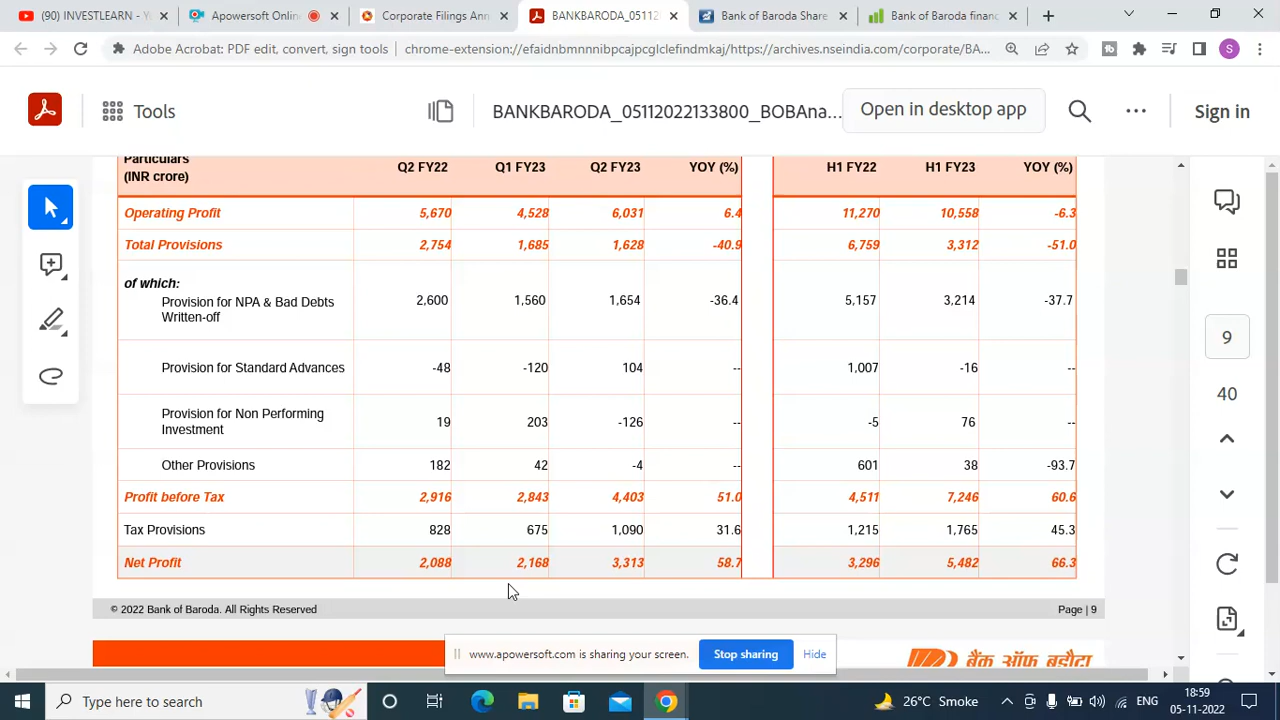 (90) INVESTLEARN - Y
Apowersoft Onlin
Corporate Filings Ann
BANKBARODA_0511
Bank of Baroda Share
Bank of Baroda financ
Adobe Acrobat: PDF edit, convert, sign tools
chrome-extension://efaidnbmnnnibpcajpcglclefindmkaj/https://archives.nseindia.com/corporate/BA...
S
Tools
BANKBARODA_05112022133800_BOBAna...
Open in desktop app
Sign in
Particulars (INR crore) Q2 FY22 Q1 FY23 Q2 FY23 YOY (%) H1 FY22 H1 FY23 YOY (%)
Operating Profit 5,670 4,528 6,031 6.4 11,270 10,558 -6.3
Total Provisions 2,754 1,685 1,628 -40.9 6,759 3,312 -51.0
of which:
Provision for NPA & Bad Debts Written-off 2,600 1,560 1,654 -36.4 5,157 3,214 -37.7
Provision for Standard Advances -48 -120 104 -- 1,007 -16 --
Provision for Non Performing Investment 19 203 -126 -- -5 76 --
Other Provisions 182 42 -4 -- 601 38 -93.7
Profit before Tax 2,916 2,843 4,403 51.0 4,511 7,246 60.6
Tax Provisions 828 675 1,090 31.6 1,215 1,765 45.3
Net Profit 2,088 2,168 3,313 58.7 3,296 5,482 66.3
© 2022 Bank of Baroda. All Rights Reserved
Page | 9
9
40
www.apowersoft.com is sharing your screen.
Stop sharing
Hide
बैंक ऑफ़ बड़ौदा
Type here to search
26°C Smoke
ENG
18:59
05-11-2022